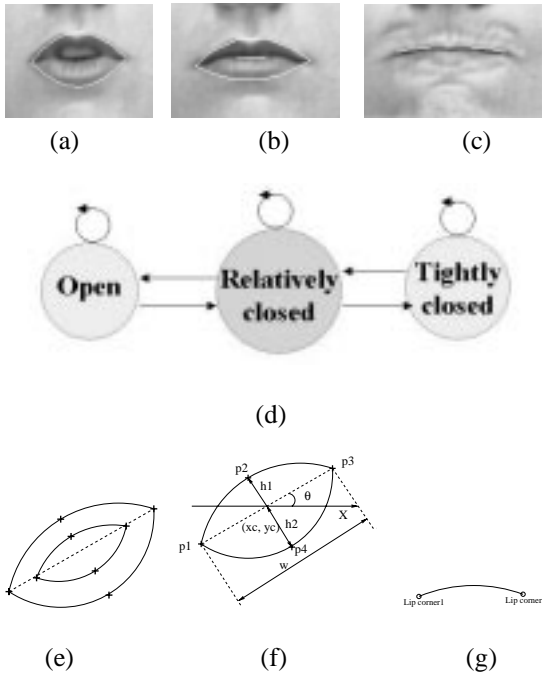 (a) (b) (c)
Open
Relatively closed
Tightly closed
(d)
p2
p3
h1
θ
X
(xc, yc)
h2
p1
p4
w
Lip corner1
Lip corner
(e) (f) (g)